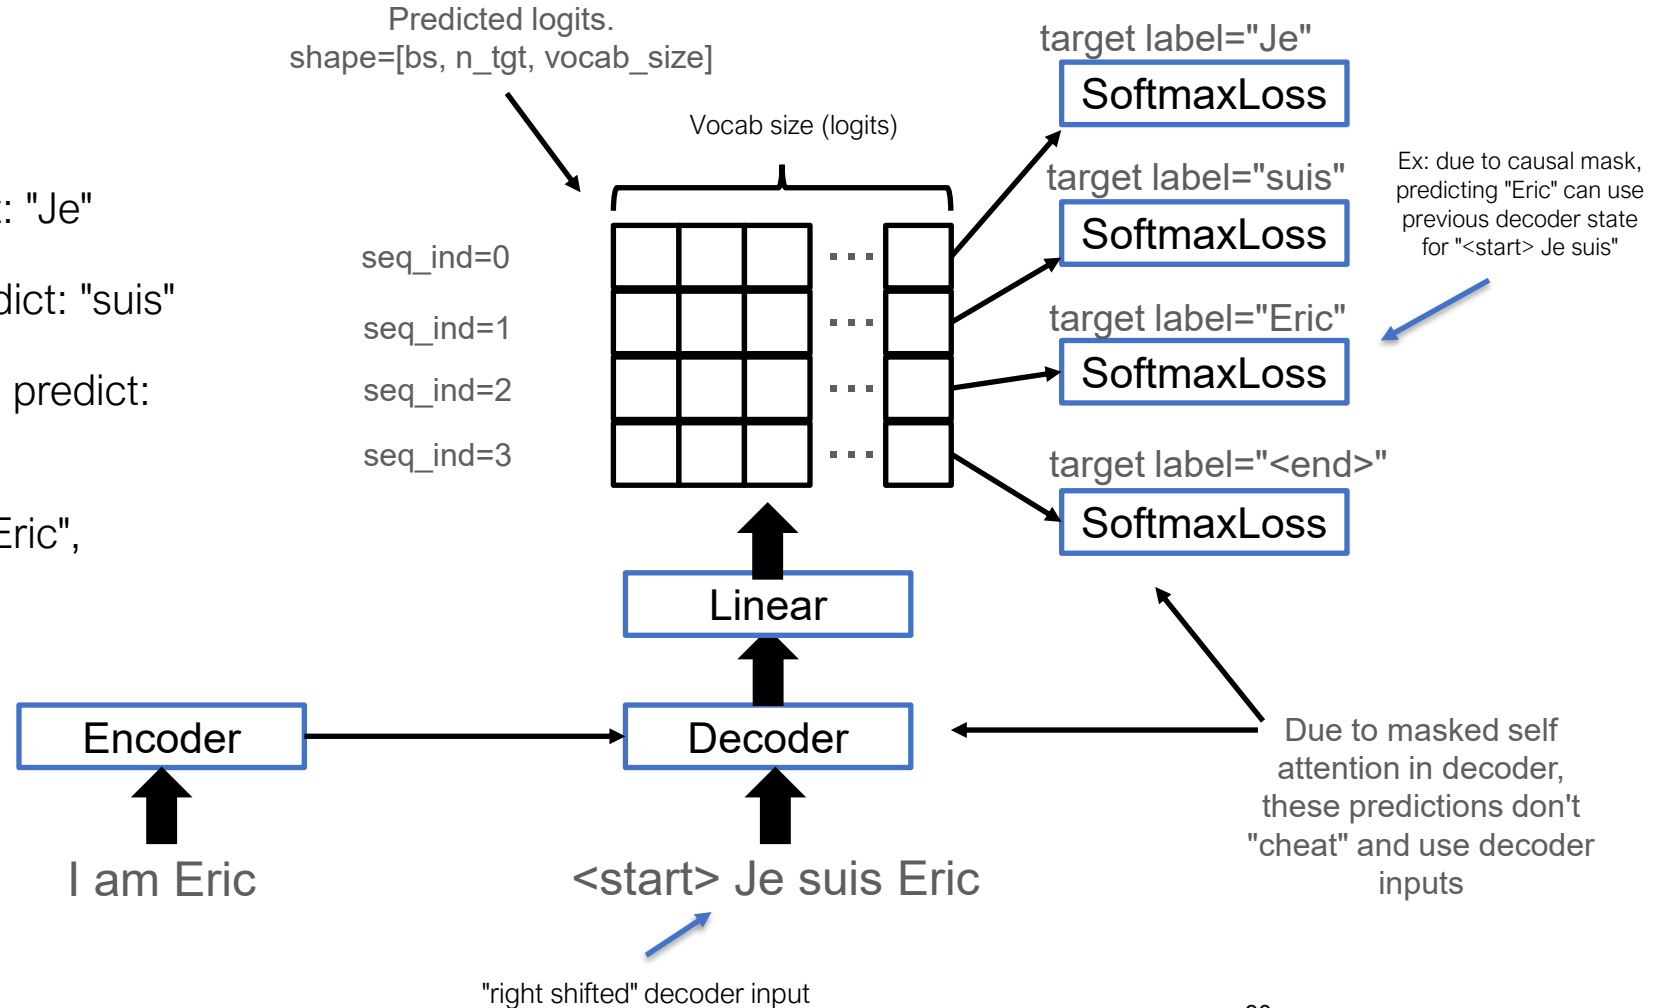 Predicted logits.
shape=[bs, n_tgt, vocab_size]
Vocab size (logits)
: "Je"
dict: "suis"
predict:
Eric",
seq_ind=0
seq_ind=1
seq_ind=2
seq_ind=3
target label="Je"
SoftmaxLoss
target label="suis"
SoftmaxLoss
target label="Eric"
SoftmaxLoss
target label="<end>"
SoftmaxLoss
Ex: due to causal mask,
predicting "Eric" can use
previous decoder state
for "<start> Je suis"
Linear
Encoder
Decoder
I am Eric
<start> Je suis Eric
"right shifted" decoder input
Due to masked self
attention in decoder,
these predictions don't
"cheat" and use decoder
inputs